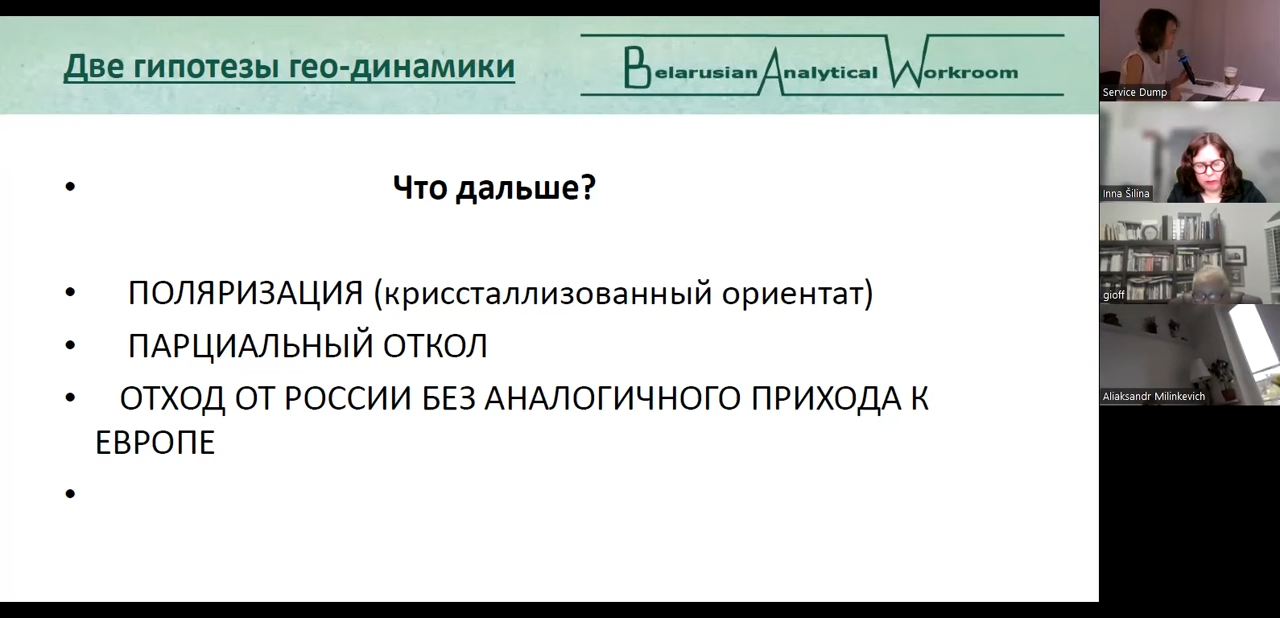 Две гипотезы гео-динамики
Belarusian Analytical Workroom
Что дальше?
ПОЛЯРИЗАЦИЯ (крисcталлизованный ориентат)
ПАРЦИАЛЬНЫЙ ОТКОЛ
ОТХОД ОТ РОССИИ БЕЗ АНАЛОГИЧНОГО ПРИХОДА К
ЕВРОПЕ
Service Dump
Inna Šilina
gioff
Aliaksandr Milinkevich